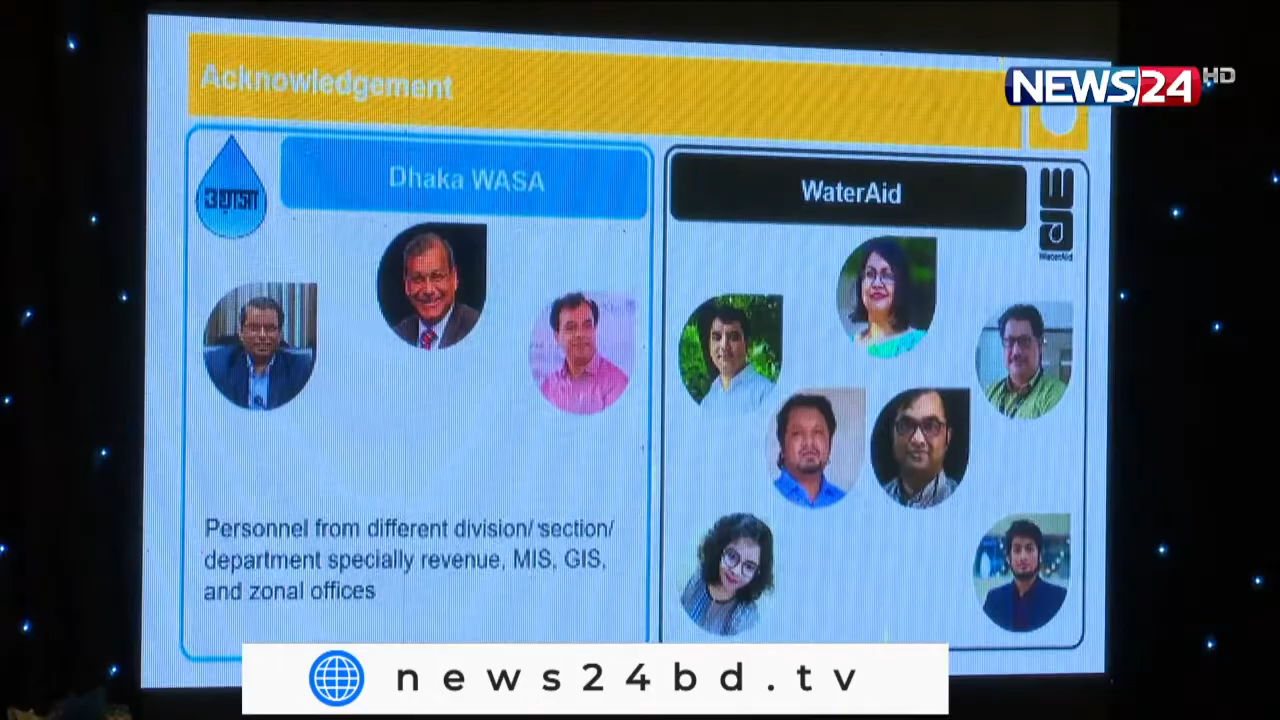 Acknowledgement
NEWS24 HD
Dhaka WASA
ওয়াসা
WaterAid
WaterAid
Personnel from different division/ section/
department specially revenue, MIS, GIS,
and zonal offices
news24bd.tv